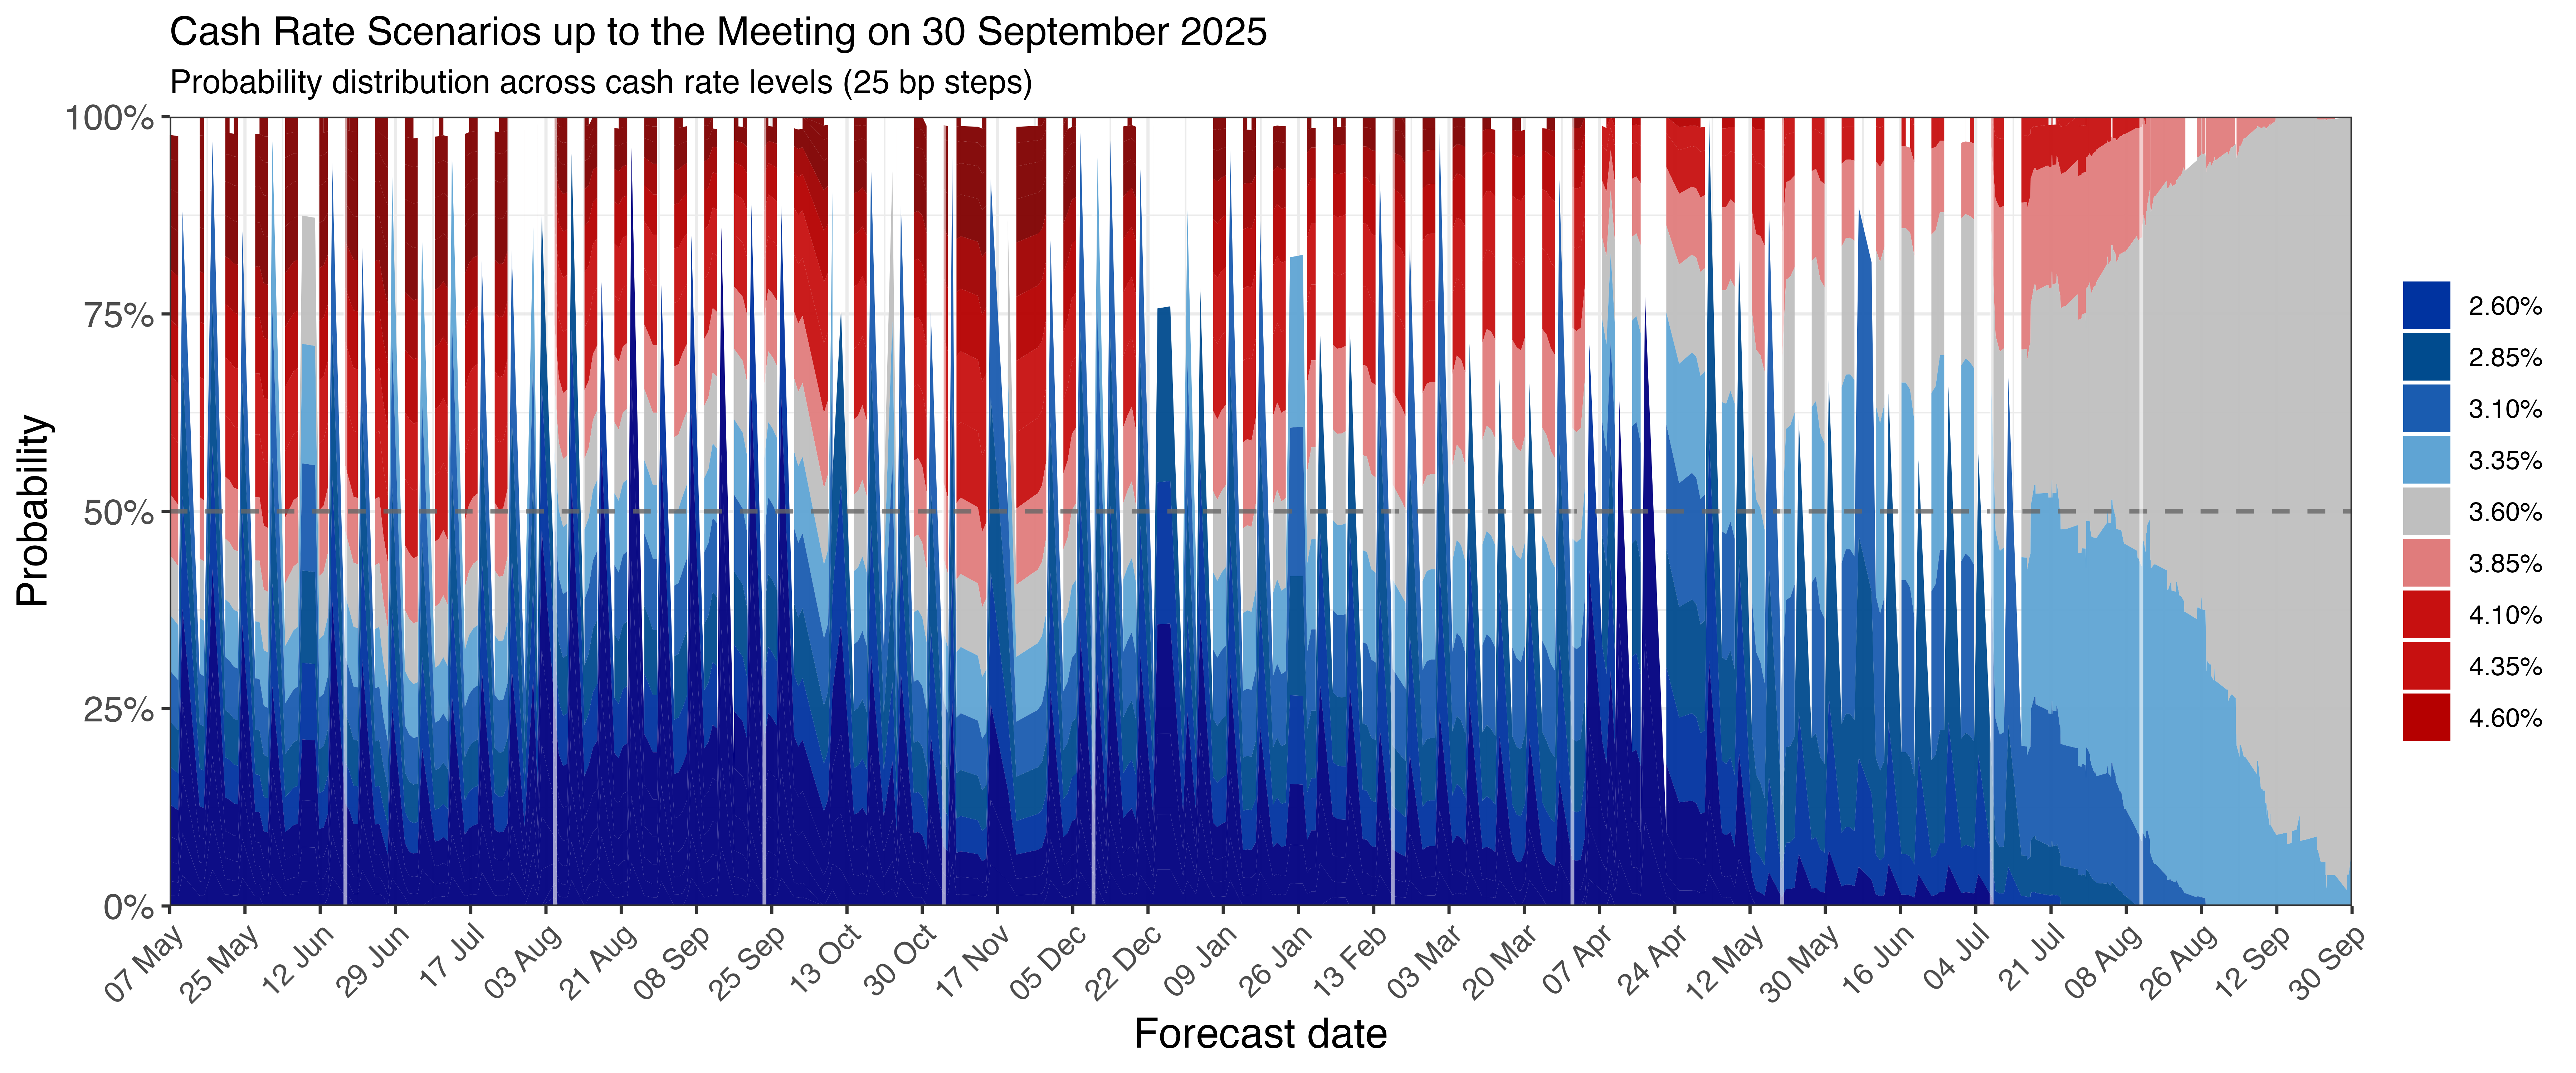 Cash Rate Scenarios up to the Meeting on 30 September 2025
Probability distribution across cash rate levels (25 bp steps)
100%
75%
50%
25%
0%
Probability
07 May
25 May
12 Jun
29 Jun
17 Jul
03 Aug
21 Aug
08 Sep
25 Sep
13 Oct
30 Oct
17 Nov
05 Dec
22 Dec
09 Jan
26 Jan
13 Feb
03 Mar
20 Mar
07 Apr
24 Apr
12 May
30 May
16 Jun
04 Jul
21 Jul
08 Aug
26 Aug
12 Sep
30 Sep
Forecast date
2.60%
2.85%
3.10%
3.35%
3.60%
3.85%
4.10%
4.35%
4.60%